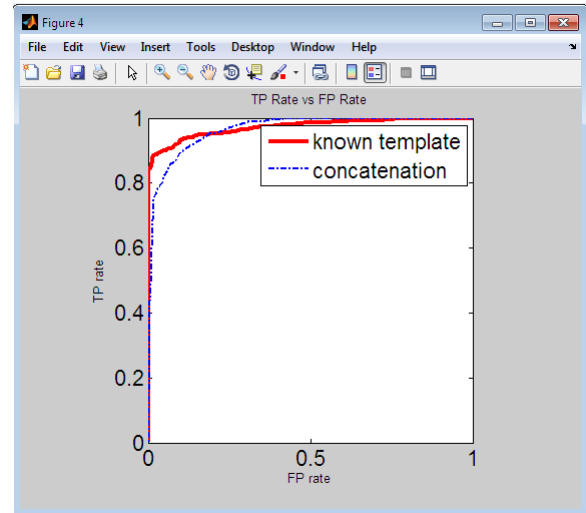 Figure 4
File Edit View Insert Tools Desktop Window Help
TP Rate vs FP Rate
1
known template
concatenation
0.8
0.6
TP rate
0.4
0.2
0
0 0.5 1
FP rate